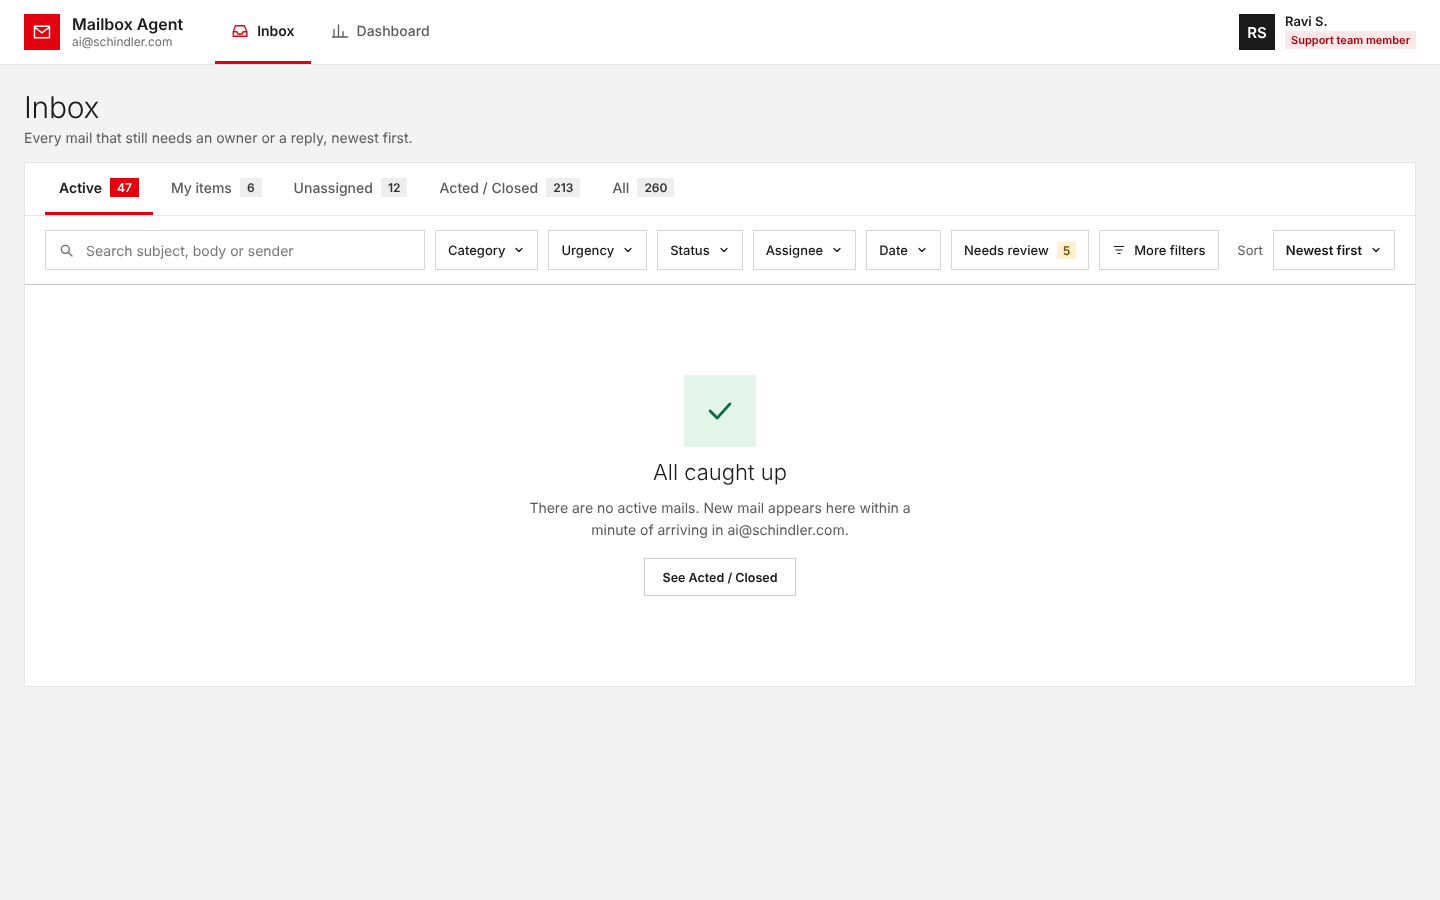 Mailbox Agent
ai@schindler.com
Inbox
Dashboard
RS
Ravi S.
Support team member
Inbox
Every mail that still needs an owner or a reply, newest first.
Active 47
My items 6
Unassigned 12
Acted / Closed 213
All 260
Search subject, body or sender
Category
Urgency
Status
Assignee
Date
Needs review 5
More filters
Sort
Newest first
All caught up
There are no active mails. New mail appears here within a
minute of arriving in ai@schindler.com.
See Acted / Closed